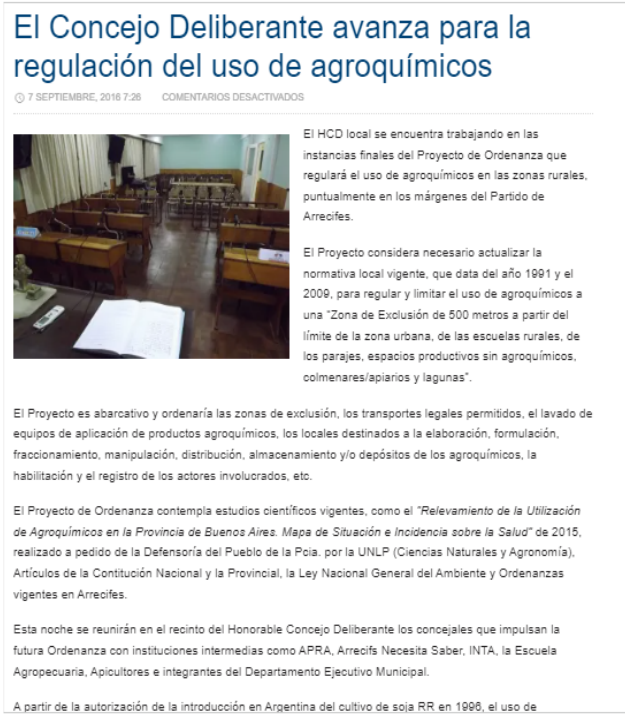 El Concejo Deliberante avanza para la
regulación del uso de agroquímicos
7 SEPTIEMBRE, 2016 7:26 COMENTARIOS DESACTIVADOS
El HCD local se encuentra trabajando en las
instancias finales del Proyecto de Ordenanza que
regulará el uso de agroquímicos en las zonas rurales,
puntualmente en los márgenes del Partido de
Arrecifes.
El Proyecto considera necesario actualizar la
normativa local vigente, que data del año 1991 y el
2009, para regular y limitar el uso de agroquímicos a
una “Zona de Exclusión de 500 metros a partir del
límite de la zona urbana, de las escuelas rurales, de
los parajes, espacios productivos sin agroquímicos,
colmenares/apiarios y lagunas”.
El Proyecto es abarcativo y ordenaría las zonas de exclusión, los transportes legales permitidos, el lavado de
equipos de aplicación de productos agroquímicos, los locales destinados a la elaboración, formulación,
fraccionamiento, manipulación, distribución, almacenamiento y/o depósitos de los agroquímicos, la
habilitación y el registro de los actores involucrados, etc.
El Proyecto de Ordenanza contempla estudios científicos vigentes, como el “Relevamiento de la Utilización
de Agroquímicos en la Provincia de Buenos Aires. Mapa de Situación e Incidencia sobre la Salud” de 2015,
realizado a pedido de la Defensoría del Pueblo de la Pcia. por la UNLP (Ciencias Naturales y Agronomía),
Artículos de la Contitución Nacional y la Provincial, la Ley Nacional General del Ambiente y Ordenanzas
vigentes en Arrecifes.
Esta noche se reunirán en el recinto del Honorable Concejo Deliberante los concejales que impulsan la
futura Ordenanza con instituciones intermedias como APRA, Arrecifs Necesita Saber, INTA, la Escuela
Agropecuaria, Apicultores e integrantes del Departamento Ejecutivo Municipal.
A partir de la autorización de la introducción en Argentina del cultivo de soja RR en 1996, el uso de